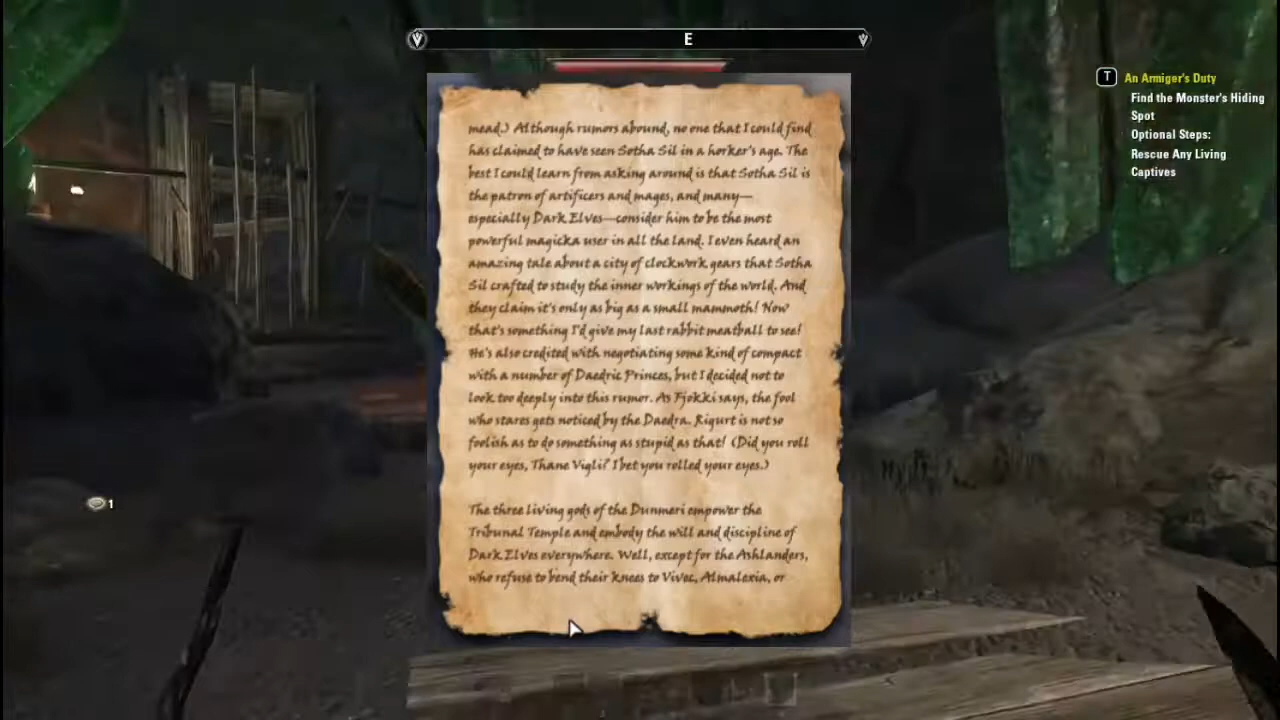 E
T An Armiger's Duty
Find the Monster's Hiding
Spot
Optional Steps:
Rescue Any Living
Captives
mead.) Although rumors abound, no one that I could find
has claimed to have seen Sotha Sil in a horker's age. The
best I could learn from asking around is that Sotha Sil is
the patron of artificers and mages, and many—
especially Dark Elves—consider him to be the most
powerful magicka user in all the land. I even heard an
amazing tale about a city of clockwork gears that Sotha
Sil crafted to study the inner workings of the world. And
they claim it's only as big as a small mammoth! Now
that's something I'd give my last rabbit meatball to see!
He's also credited with negotiating some kind of compact
with a number of Daedric Princes, but I decided not to
look too deeply into this rumor. As Fjokki says, the fool
who stares gets noticed by the Daedra. Rigurt is not so
foolish as to do something as stupid as that! (Did you roll
your eyes, Thane Vigli? I bet you rolled your eyes.)
The three living gods of the Dunmeri empower the
Tribunal Temple and embody the will and discipline of
Dark Elves everywhere. Well, except for the Ashlanders,
who refuse to bend their knees to Vivec, Almalexia, or
1